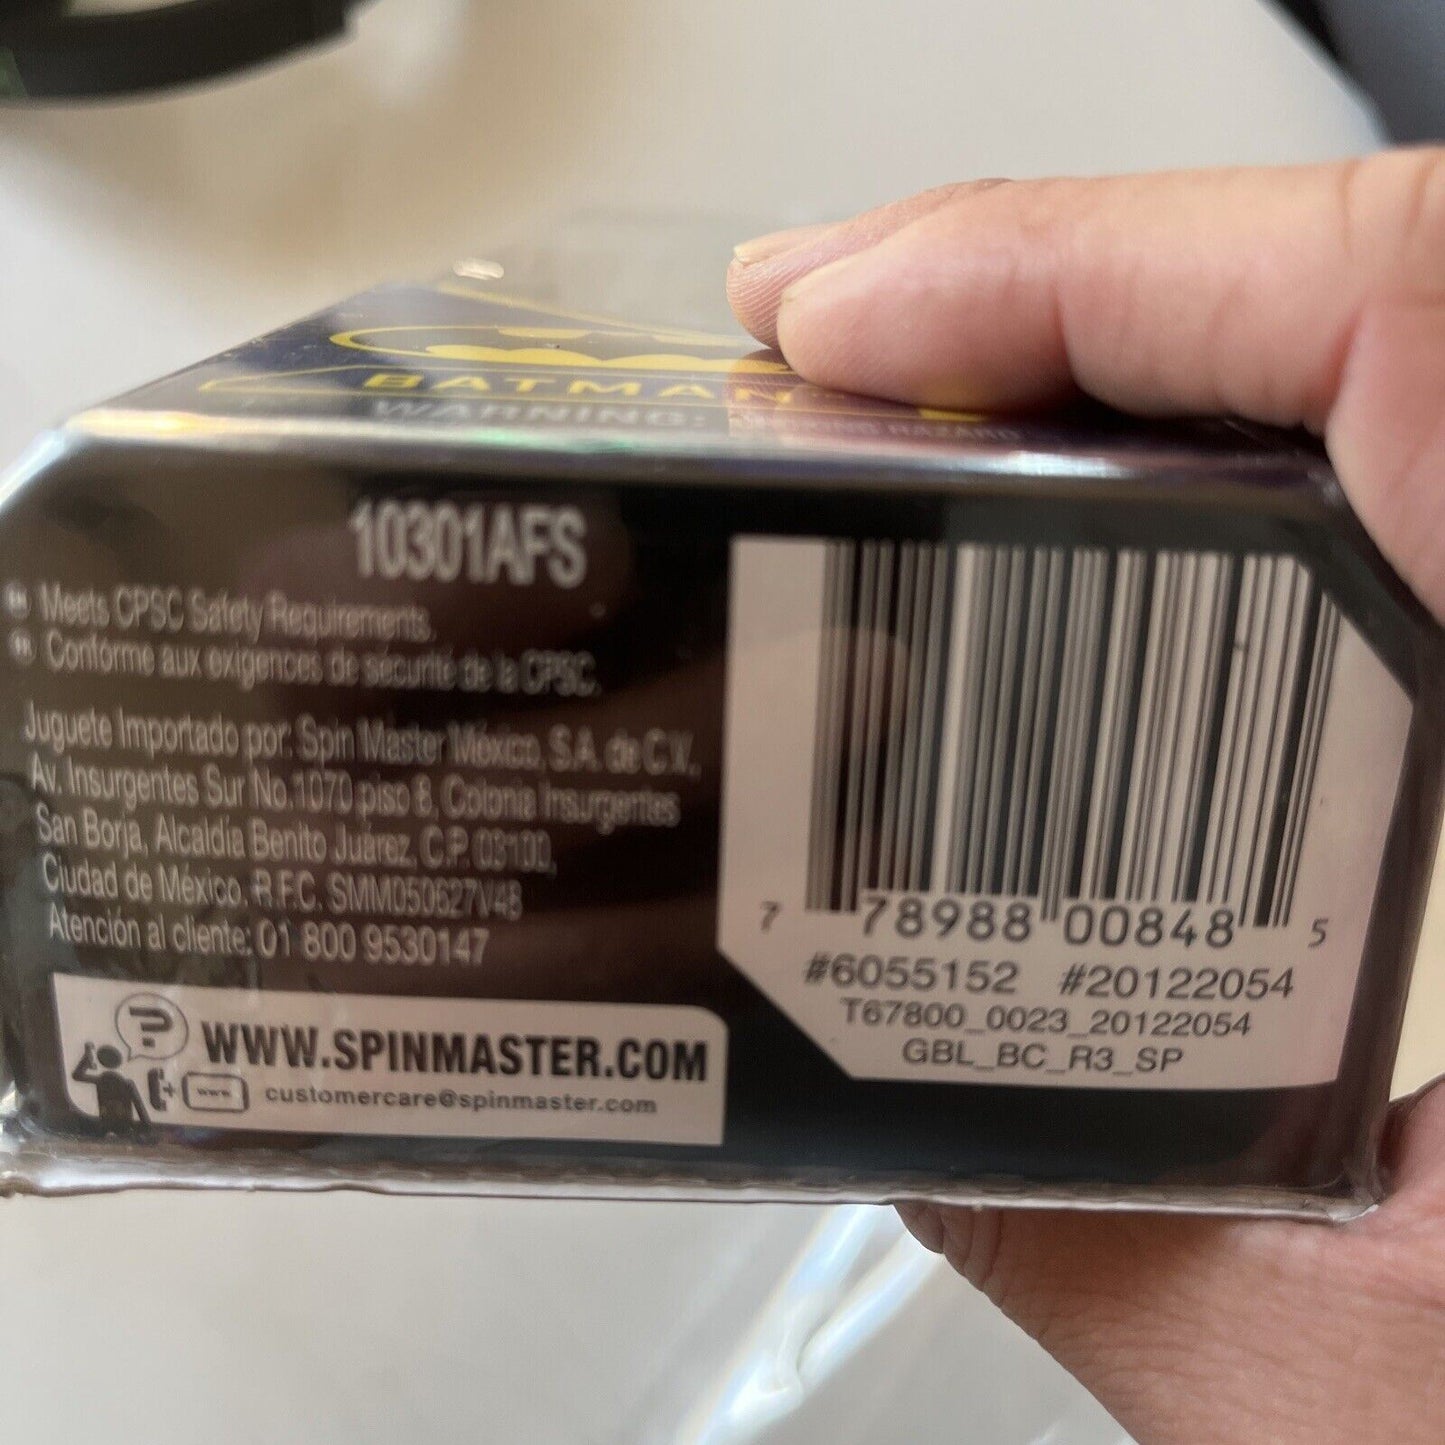 BATMAN
WARNING: CHOKING HAZARD
10301AFS
Meets CPSC Safety Requirements.
Conforme aux exigences de sécurité de la CPSC.
Juguete Importado por: Spin Master México, S.A. de C.V.,
Av. Insurgentes Sur No.1070 piso 8, Colonia Insurgentes
San Borja, Alcaldía Benito Juárez, C.P. 03100,
Ciudad de México. R.F.C. SMM050627V48
Atención al cliente: 01 800 9530147
?
WWW.SPINMASTER.COM
www
customercare@spinmaster.com
7 78988 00848 5
#6055152 #20122054
T67800_0023_20122054
GBL_BC_R3_SP